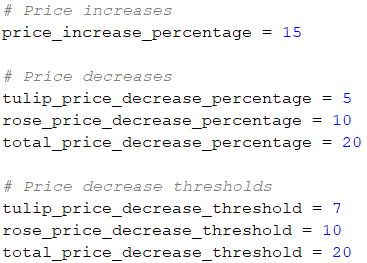 # Price increases
price_increase_percentage = 15
# Price decreases
tulip_price_decrease_percentage = 5
rose_price_decrease_percentage = 10
total_price_decrease_percentage = 20
# Price decrease thresholds
tulip_price_decrease_threshold = 7
rose_price_decrease_threshold = 10
total_price_decrease_threshold = 20